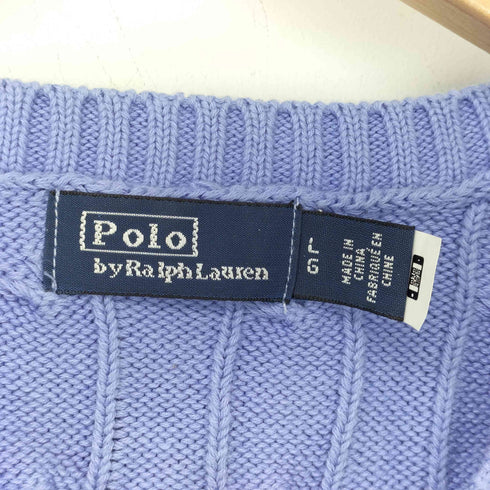 Polo
by Ralph Lauren
L
G
MADE IN
CHINA
FABRIQUÉ EN
CHINE